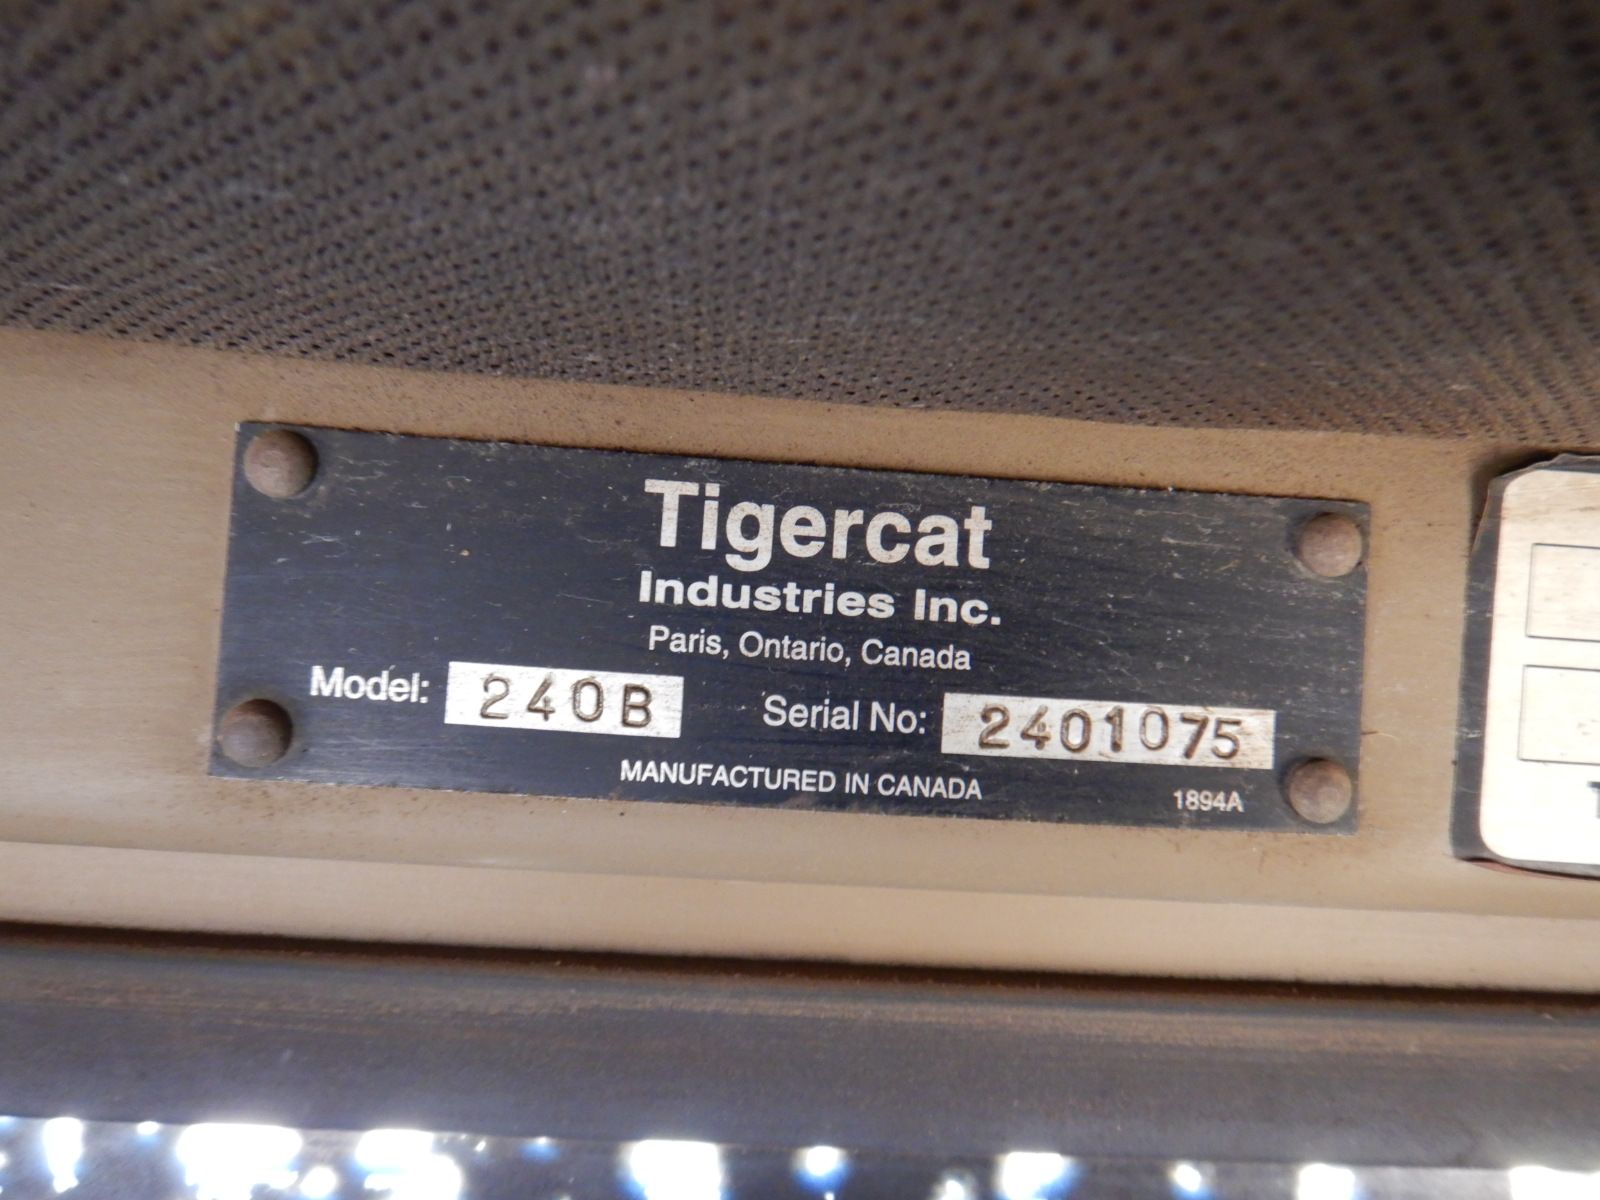 Tigercat
Industries Inc.
Paris, Ontario, Canada
Model: 240B Serial No: 2401075
MANUFACTURED IN CANADA 1894A